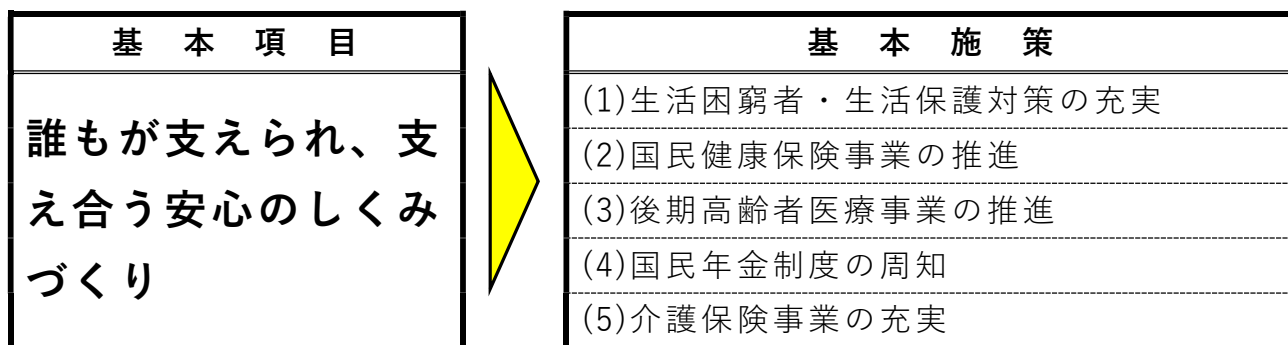 基本項目
誰もが支えられ、支
え合う安心のしくみ
づくり
基本施策
(1)生活困窮者・生活保護対策の充実
(2)国民健康保険事業の推進
(3)後期高齢者医療事業の推進
(4)国民年金制度の周知
(5)介護保険事業の充実